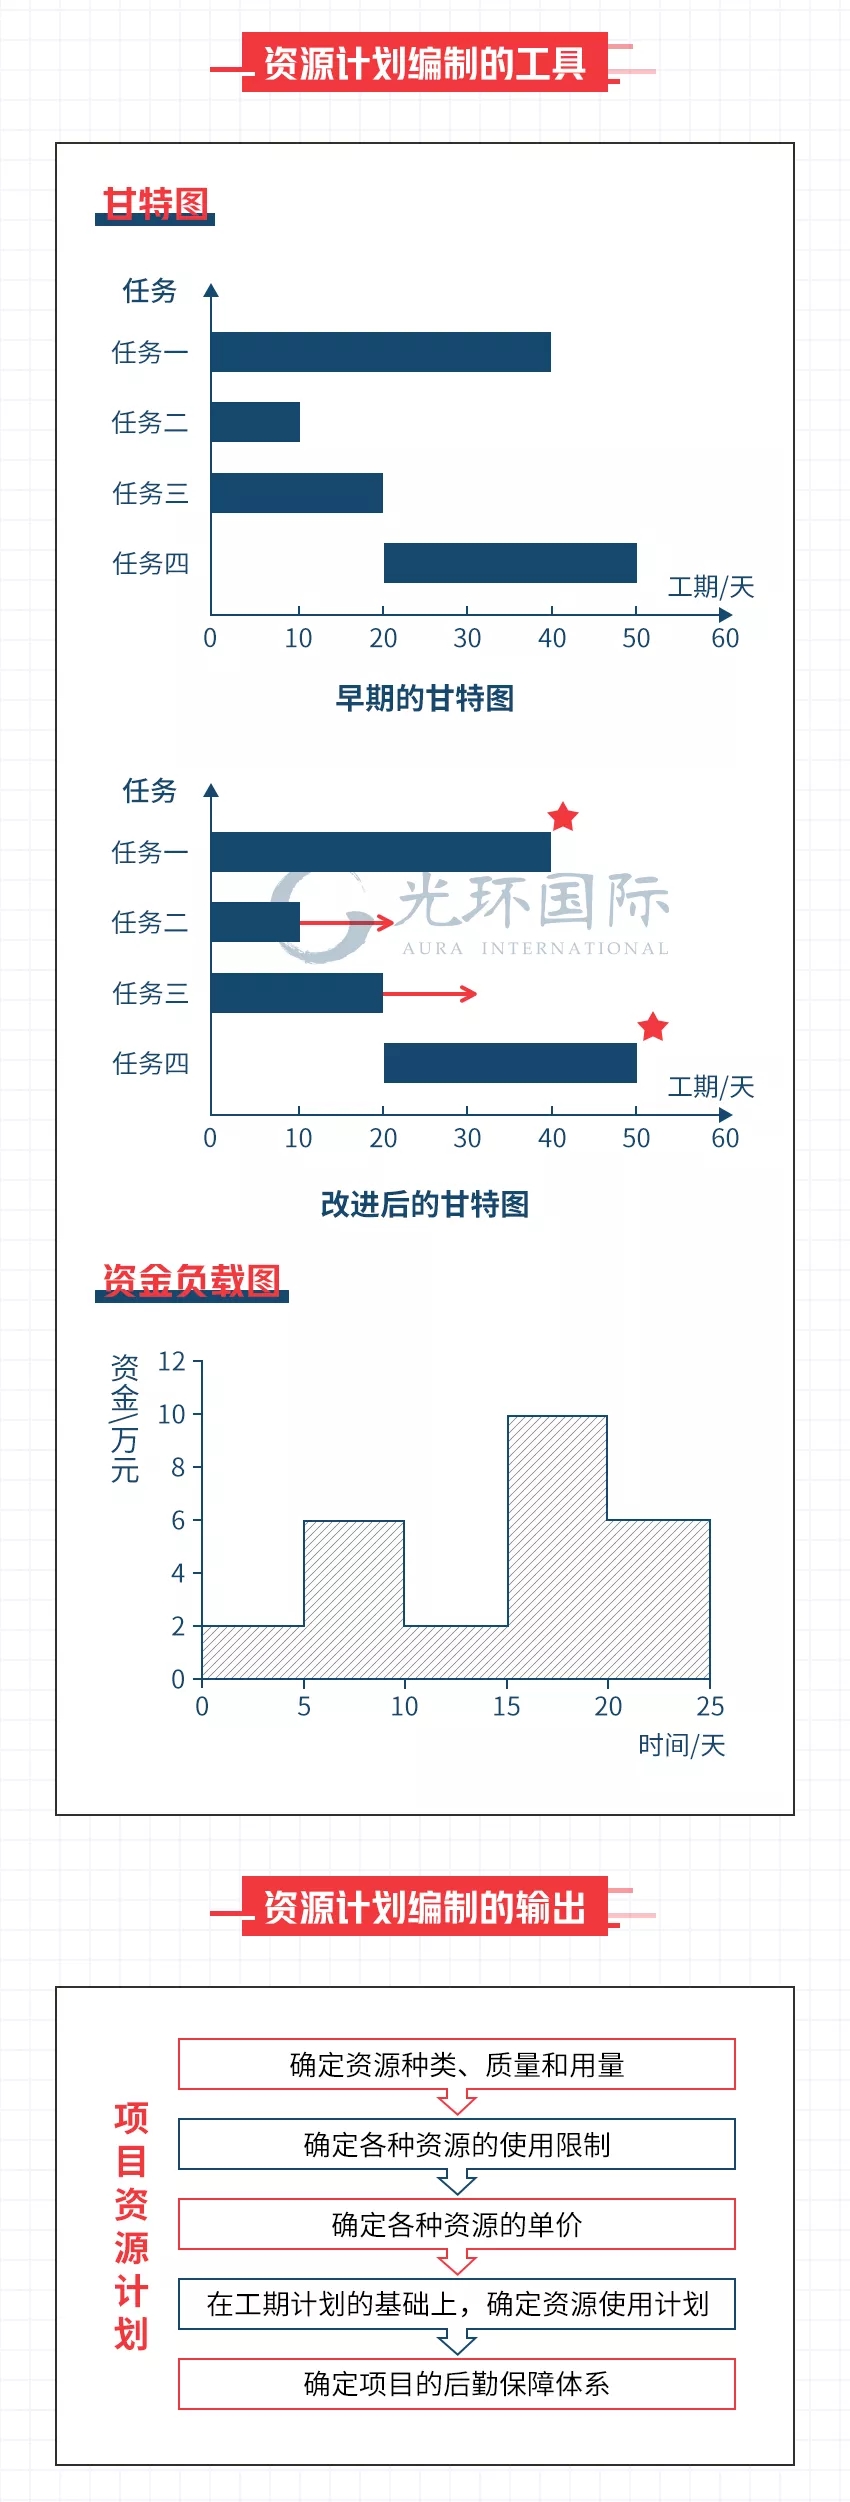 资源计划编制的工具
甘特图
任务
任务一
任务二
任务三
任务四
工期/天
0 10 20 30 40 50 60
早期的甘特图
任务
任务一
任务二
任务三
任务四
光环国际
AURA INTERNATIONAL
工期/天
0 10 20 30 40 50 60
改进后的甘特图
资金负载图
资金/万元
12
10
8
6
4
2
0
0 5 10 15 20 25
时间/天
资源计划编制的输出
项目资源计划
确定资源种类、质量和用量
确定各种资源的使用限制
确定各种资源的单价
在工期计划的基础上，确定资源使用计划
确定项目的后勤保障体系